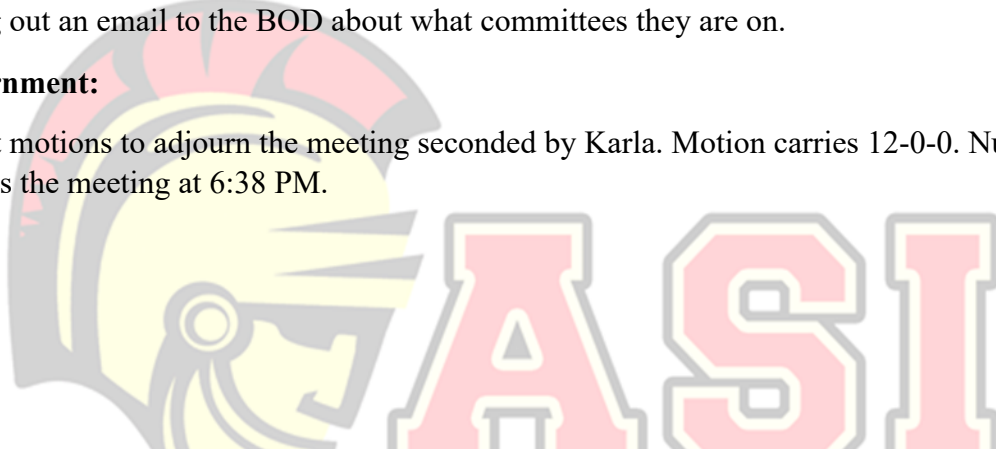 out an email to the BOD about what committees they are on.
rnment:
motions to adjourn the meeting seconded by Karla. Motion carries 12-0-0. Nu
s the meeting at 6:38 PM.
ASI